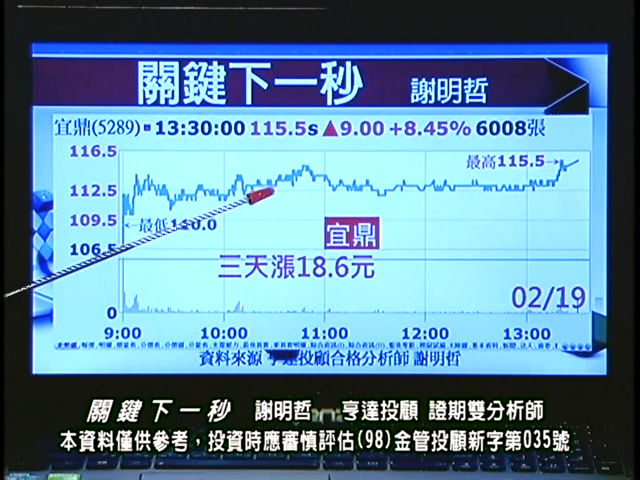 關鍵下一秒 謝明哲
宜鼎(5289) 13:30:00 115.5s ▲9.00 +8.45% 6008張
116.5
最高115.5→
112.5
109.5
←最低110.0
宜鼎
106.5
三天漲18.6元
02/19
0
9:00 10:00 11:00 12:00 13:00
資料來源 亨達投顧合格分析師 謝明哲
關鍵下一秒 謝明哲 亨達投顧 證期雙分析師
本資料僅供參考，投資時應審慎評估(98)金管投顧新字第035號